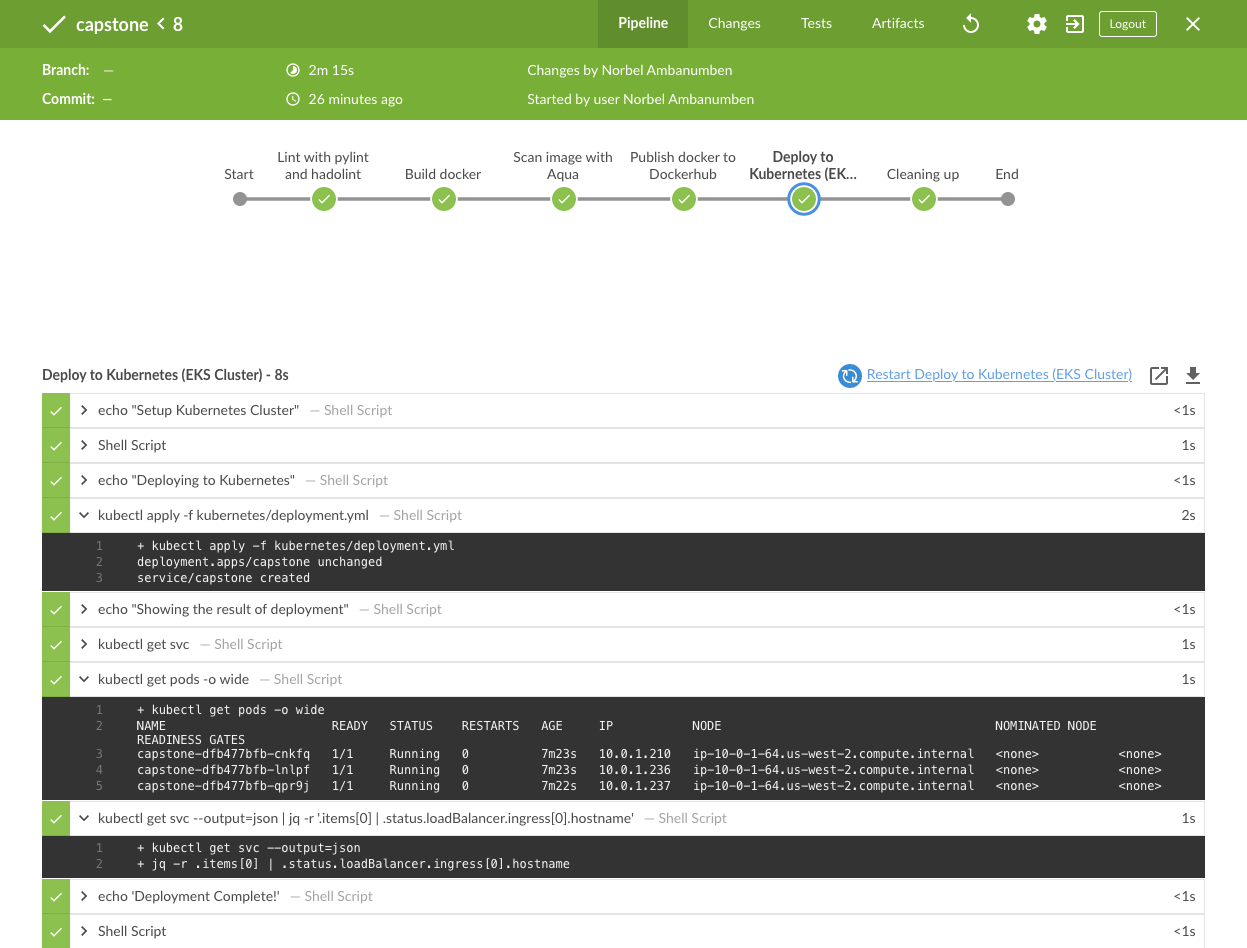 capstone < 8
Pipeline
Changes
Tests
Artifacts
Logout
Branch: —
2m 15s
Changes by Norbel Ambanumben
Commit: —
26 minutes ago
Started by user Norbel Ambanumben
Start
Lint with pylint
and hadolint
Build docker
Scan image with
Aqua
Publish docker to
Dockerhub
Deploy to
Kubernetes (EK...
Cleaning up
End
Deploy to Kubernetes (EKS Cluster) - 8s
Restart Deploy to Kubernetes (EKS Cluster)
echo "Setup Kubernetes Cluster" — Shell Script <1s
Shell Script 1s
echo "Deploying to Kubernetes" — Shell Script <1s
kubectl apply -f kubernetes/deployment.yml — Shell Script 2s
1 + kubectl apply -f kubernetes/deployment.yml
2 deployment.apps/capstone unchanged
3 service/capstone created
echo "Showing the result of deployment" — Shell Script <1s
kubectl get svc — Shell Script 1s
kubectl get pods -o wide — Shell Script 1s
1 + kubectl get pods -o wide
2 NAME READY STATUS RESTARTS AGE IP NODE NOMINATED NODE
READINESS GATES
3 capstone-dfb477bfb-cnkfq 1/1 Running 0 7m23s 10.0.1.210 ip-10-0-1-64.us-west-2.compute.internal <none> <none>
4 capstone-dfb477bfb-lnlpf 1/1 Running 0 7m23s 10.0.1.236 ip-10-0-1-64.us-west-2.compute.internal <none> <none>
5 capstone-dfb477bfb-qpr9j 1/1 Running 0 7m22s 10.0.1.237 ip-10-0-1-64.us-west-2.compute.internal <none> <none>
kubectl get svc --output=json | jq -r '.items[0] | .status.loadBalancer.ingress[0].hostname' — Shell Script 1s
1 + kubectl get svc --output=json
2 + jq -r .items[0] | .status.loadBalancer.ingress[0].hostname
echo 'Deployment Complete!' — Shell Script <1s
Shell Script <1s